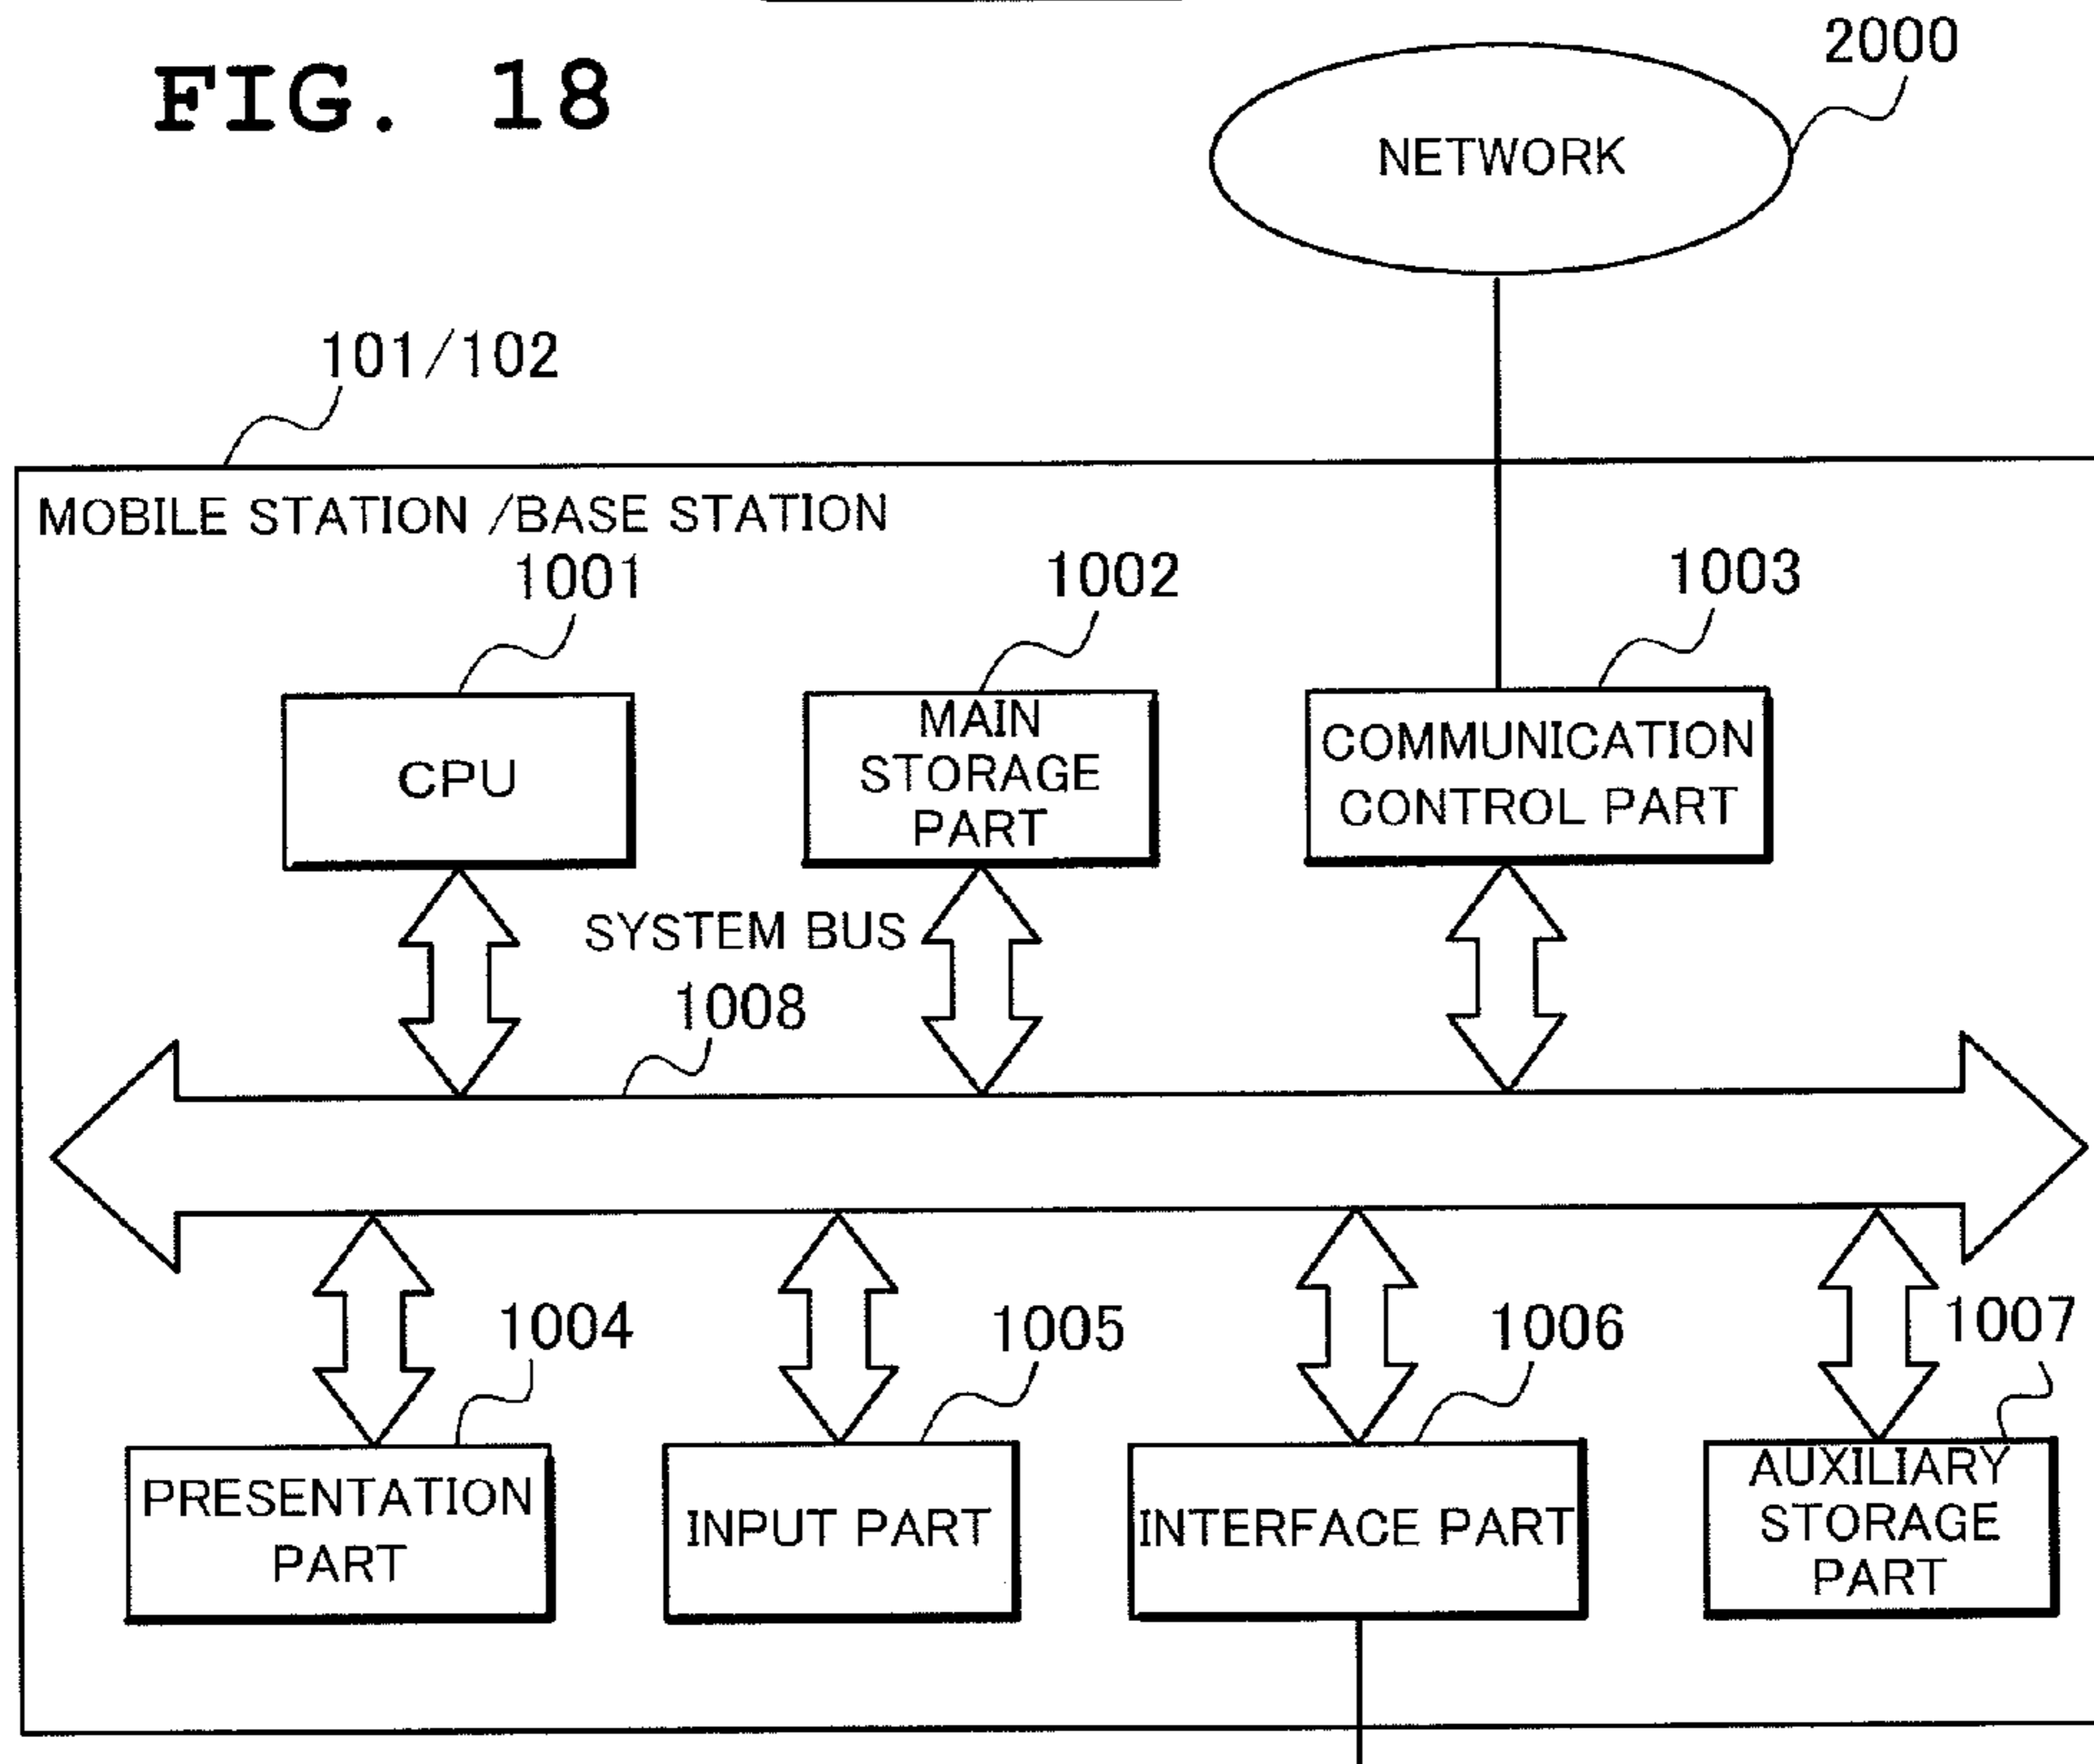 FIG. 18
2000
NETWORK
101/102
MOBILE STATION /BASE STATION
1001
1002
1003
CPU
MAIN
STORAGE
PART
COMMUNICATION
CONTROL PART
SYSTEM BUS
1008
1004
1005
1006
1007
PRESENTATION
PART
INPUT PART
INTERFACE PART
AUXILIARY
STORAGE
PART